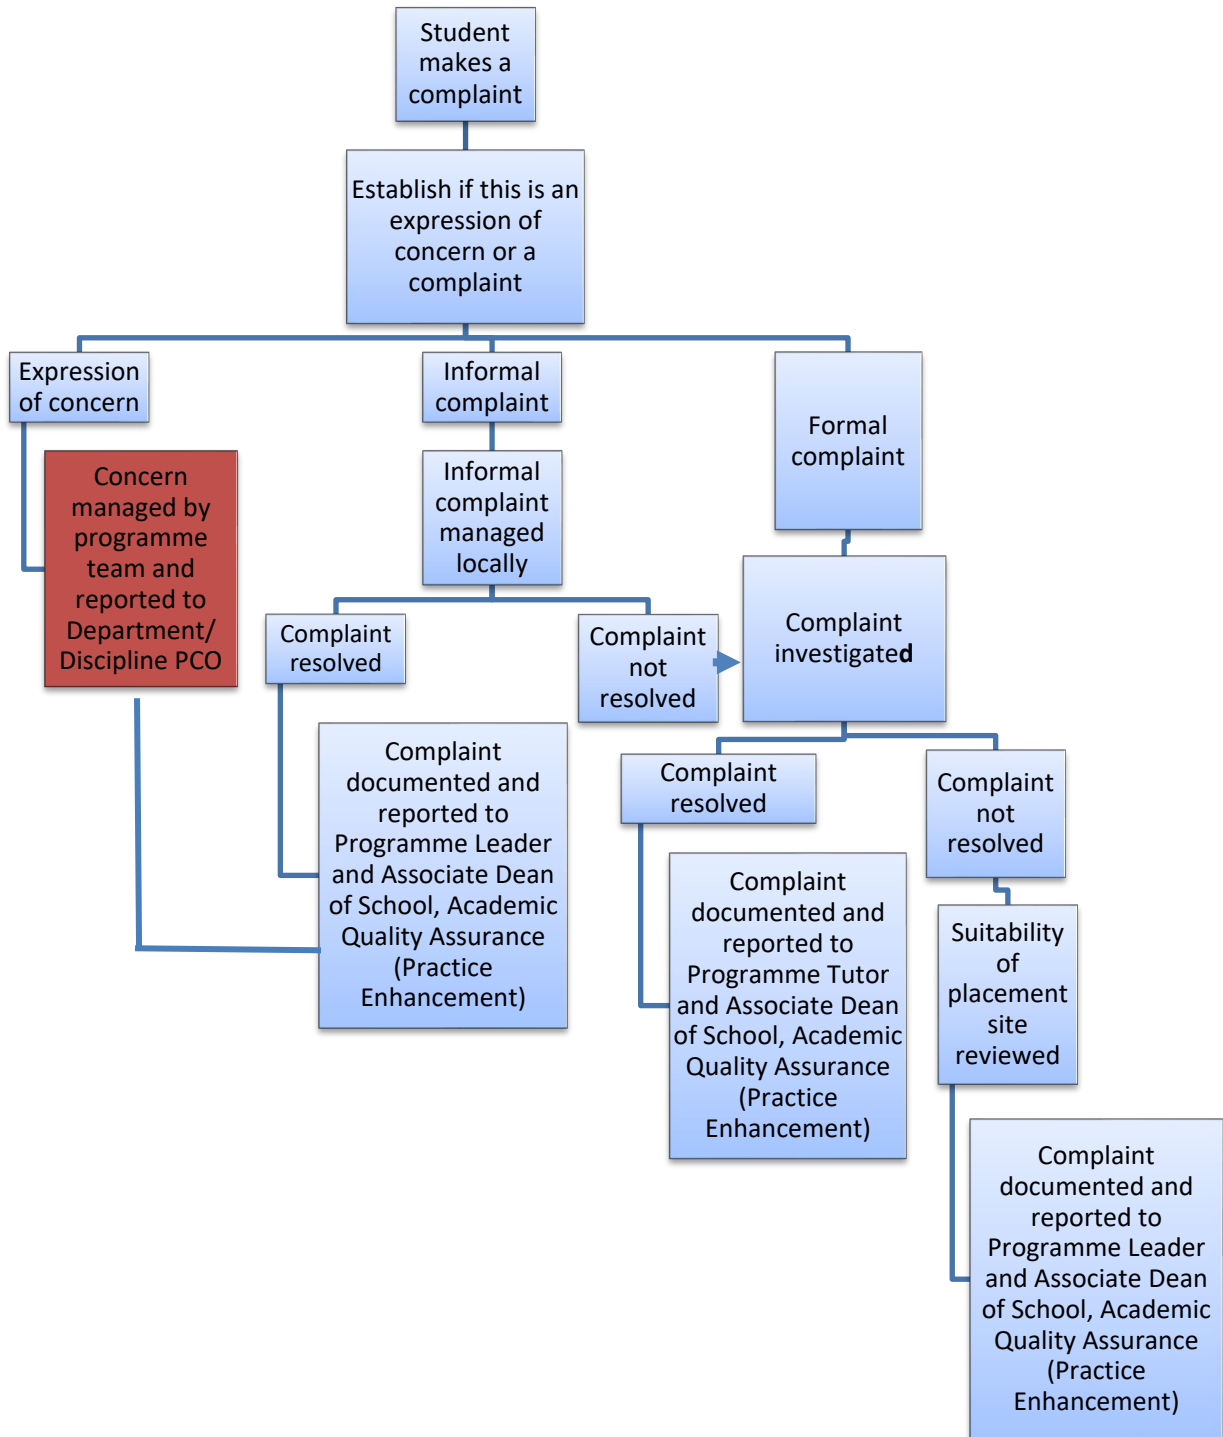 Student
makes a
complaint
Establish if this is an
expression of
concern or a
complaint
Expression
of concern
Informal
complaint
Formal
complaint
Concern
managed by
programme
team and
reported to
Department/
Discipline PCO
Informal
complaint
managed
locally
Complaint
investigated
Complaint
resolved
Complaint
not
resolved
Complaint
documented and
reported to
Programme Leader
and Associate Dean
of School, Academic
Quality Assurance
(Practice
Enhancement)
Complaint
resolved
Complaint
not
resolved
Complaint
documented and
reported to
Programme Tutor
and Associate Dean
of School, Academic
Quality Assurance
(Practice
Enhancement)
Suitability
of
placement
site
reviewed
Complaint
documented and
reported to
Programme Leader
and Associate Dean
of School, Academic
Quality Assurance
(Practice
Enhancement)